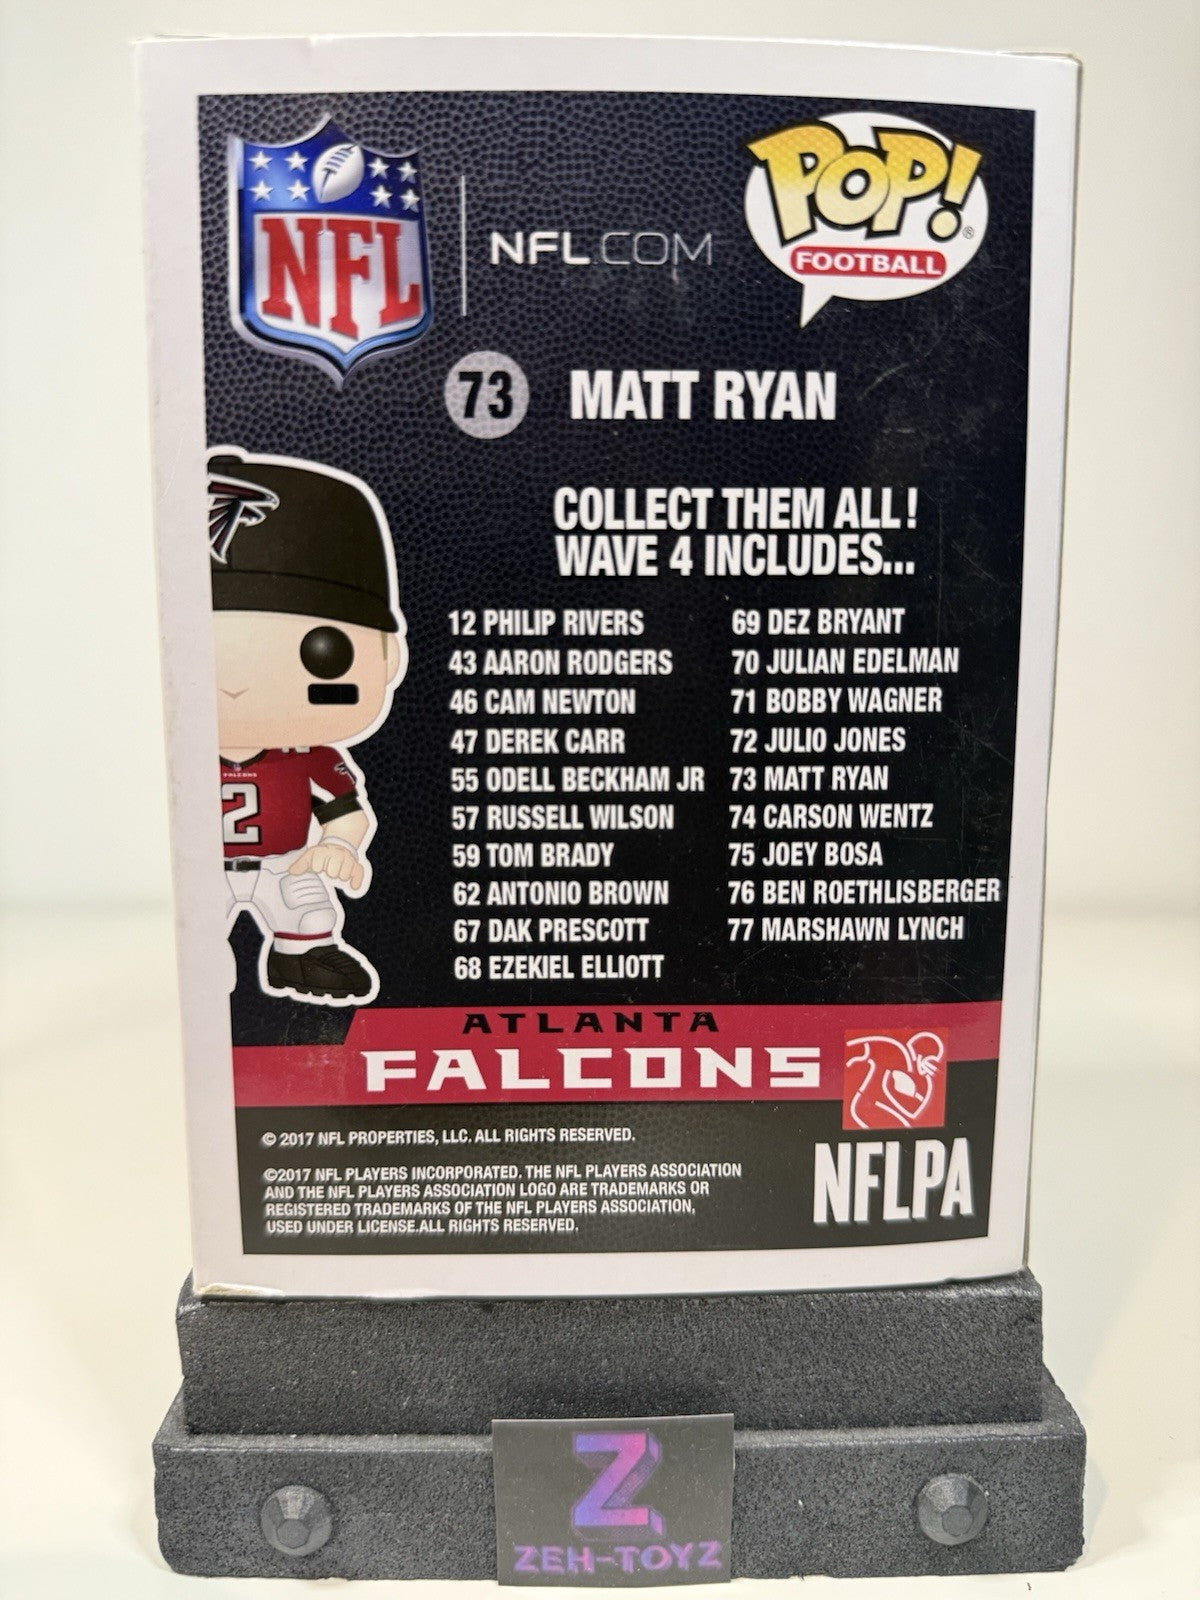 NFL
NFL.COM
POP!®
FOOTBALL
73 MATT RYAN
COLLECT THEM ALL!
WAVE 4 INCLUDES...
12 PHILIP RIVERS
43 AARON RODGERS
46 CAM NEWTON
47 DEREK CARR
55 ODELL BECKHAM JR
57 RUSSELL WILSON
59 TOM BRADY
62 ANTONIO BROWN
67 DAK PRESCOTT
68 EZEKIEL ELLIOTT
69 DEZ BRYANT
70 JULIAN EDELMAN
71 BOBBY WAGNER
72 JULIO JONES
73 MATT RYAN
74 CARSON WENTZ
75 JOEY BOSA
76 BEN ROETHLISBERGER
77 MARSHAWN LYNCH
FALCONS
2
ATLANTA
FALCONS
NFLPA
© 2017 NFL PROPERTIES, LLC. ALL RIGHTS RESERVED.
©2017 NFL PLAYERS INCORPORATED. THE NFL PLAYERS ASSOCIATION
AND THE NFL PLAYERS ASSOCIATION LOGO ARE TRADEMARKS OR
REGISTERED TRADEMARKS OF THE NFL PLAYERS ASSOCIATION,
USED UNDER LICENSE.ALL RIGHTS RESERVED.
Z
ZEH-TOYZ